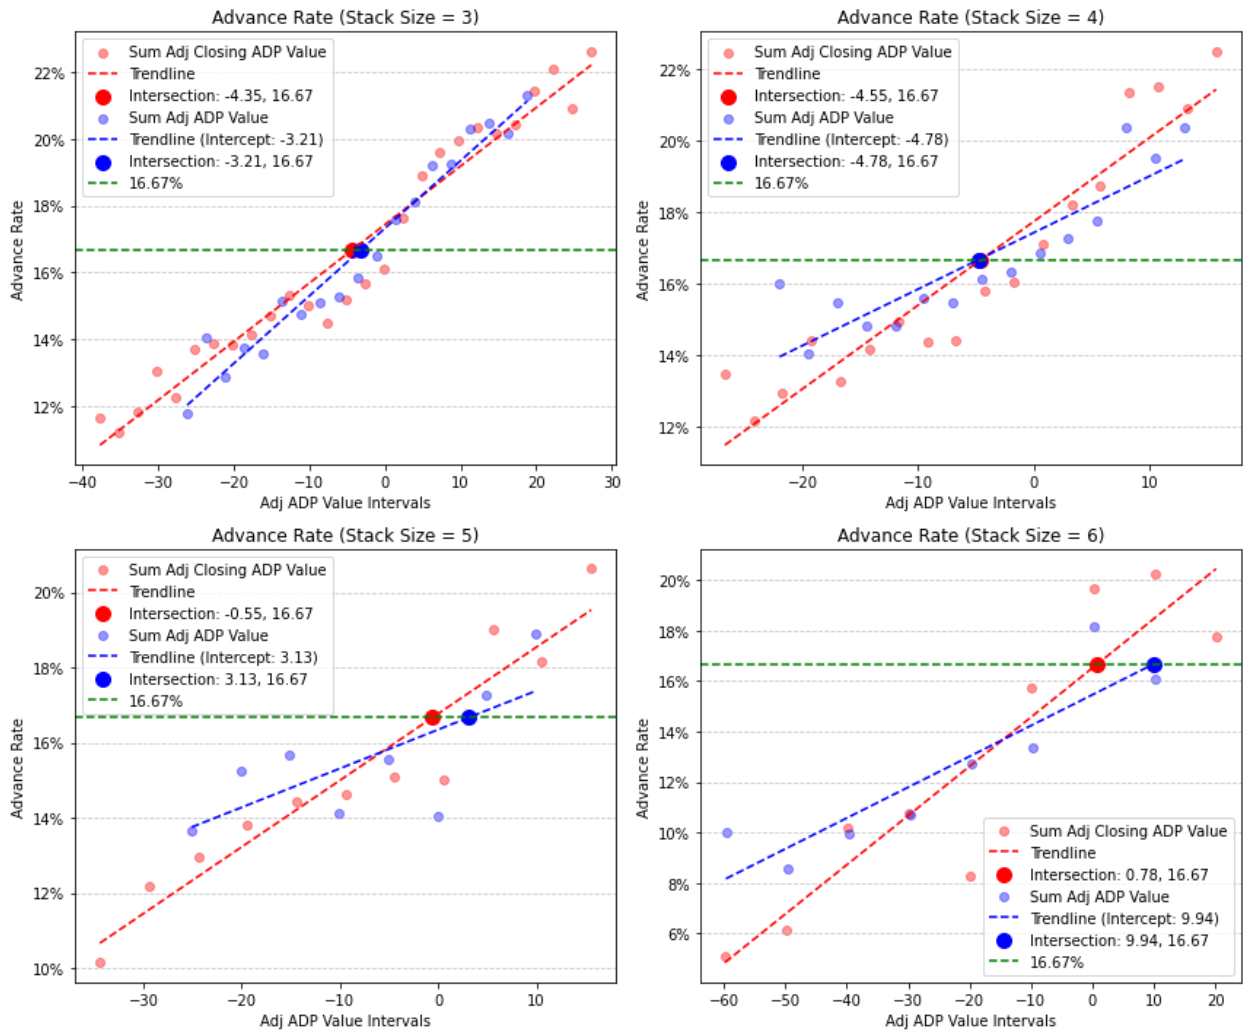 Advance Rate (Stack Size = 3)
22%
20%
18%
16%
14%
12%
Advance Rate
Sum Adj Closing ADP Value
Trendline
Intersection: -4.35, 16.67
Sum Adj ADP Value
Trendline (Intercept: -3.21)
Intersection: -3.21, 16.67
16.67%
−40 −30 −20 −10 0 10 20 30
Adj ADP Value Intervals
Advance Rate (Stack Size = 4)
22%
20%
18%
16%
14%
12%
Advance Rate
Sum Adj Closing ADP Value
Trendline
Intersection: -4.55, 16.67
Sum Adj ADP Value
Trendline (Intercept: -4.78)
Intersection: -4.78, 16.67
16.67%
−20 −10 0 10
Adj ADP Value Intervals
Advance Rate (Stack Size = 5)
20%
18%
16%
14%
12%
10%
Advance Rate
Sum Adj Closing ADP Value
Trendline
Intersection: -0.55, 16.67
Sum Adj ADP Value
Trendline (Intercept: 3.13)
Intersection: 3.13, 16.67
16.67%
−30 −20 −10 0 10
Adj ADP Value Intervals
Advance Rate (Stack Size = 6)
20%
18%
16%
14%
12%
10%
8%
6%
Advance Rate
Sum Adj Closing ADP Value
Trendline
Intersection: 0.78, 16.67
Sum Adj ADP Value
Trendline (Intercept: 9.94)
Intersection: 9.94, 16.67
16.67%
−60 −50 −40 −30 −20 −10 0 10 20
Adj ADP Value Intervals